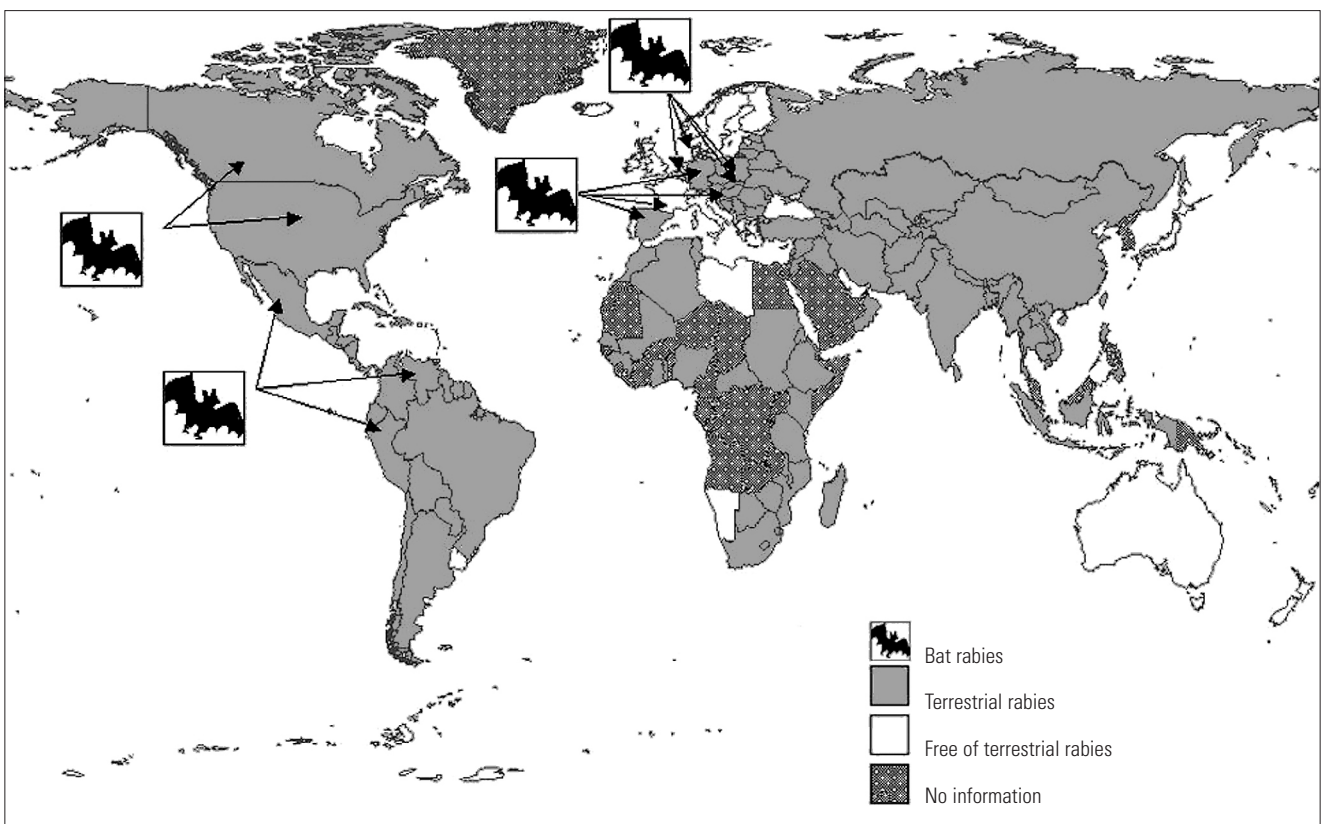 Bat rabies
Terrestrial rabies
Free of terrestrial rabies
No information